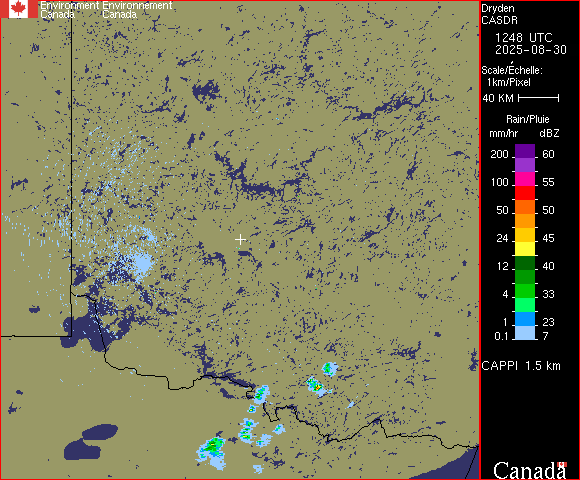 Environment Environnement
Canada Canada
Dryden
CASDR
1248 UTC
2025-08-30
Scale/Échelle:
1km/Pixel
40 KM
Rain/Pluie
mm/hr dBZ
200 60
55
100 55
50 50
24 45
12 40
4 33
1 23
0.1 7
CAPPI 1.5 km
Canada